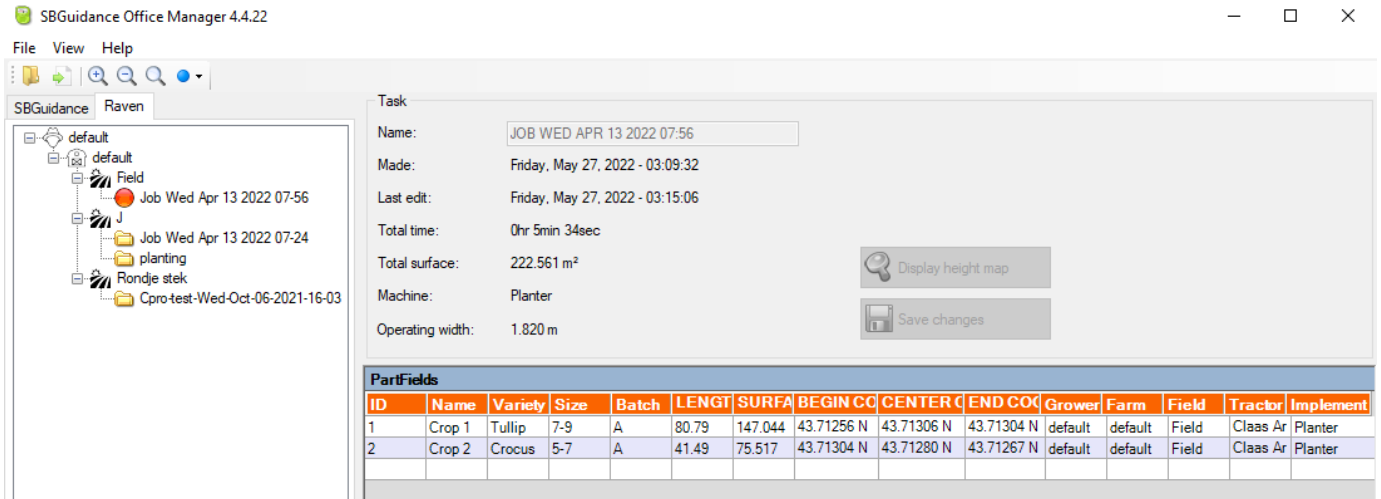 SBGuidance Office Manager 4.4.22
File View Help
SBGuidance Raven
default
default
Field
Job Wed Apr 13 2022 07-56
J
Job Wed Apr 13 2022 07-24
planting
Rondje stek
Cpro-test-Wed-Oct-06-2021-16-03
Task
Name: JOB WED APR 13 2022 07:56
Made: Friday, May 27, 2022 - 03:09:32
Last edit: Friday, May 27, 2022 - 03:15:06
Total time: 0hr 5min 34sec
Total surface: 222.561 m²
Machine: Planter
Operating width: 1.820 m
Display height map
Save changes
PartFields
ID Name Variety Size Batch LENGT SURFA BEGIN CO CENTER C END COO Grower Farm Field Tractor Implement
1 Crop 1 Tullip 7-9 A 80.79 147.044 43.71256 N 43.71306 N 43.71304 N default default Field Claas Ar Planter
2 Crop 2 Crocus 5-7 A 41.49 75.517 43.71304 N 43.71280 N 43.71267 N default default Field Claas Ar Planter